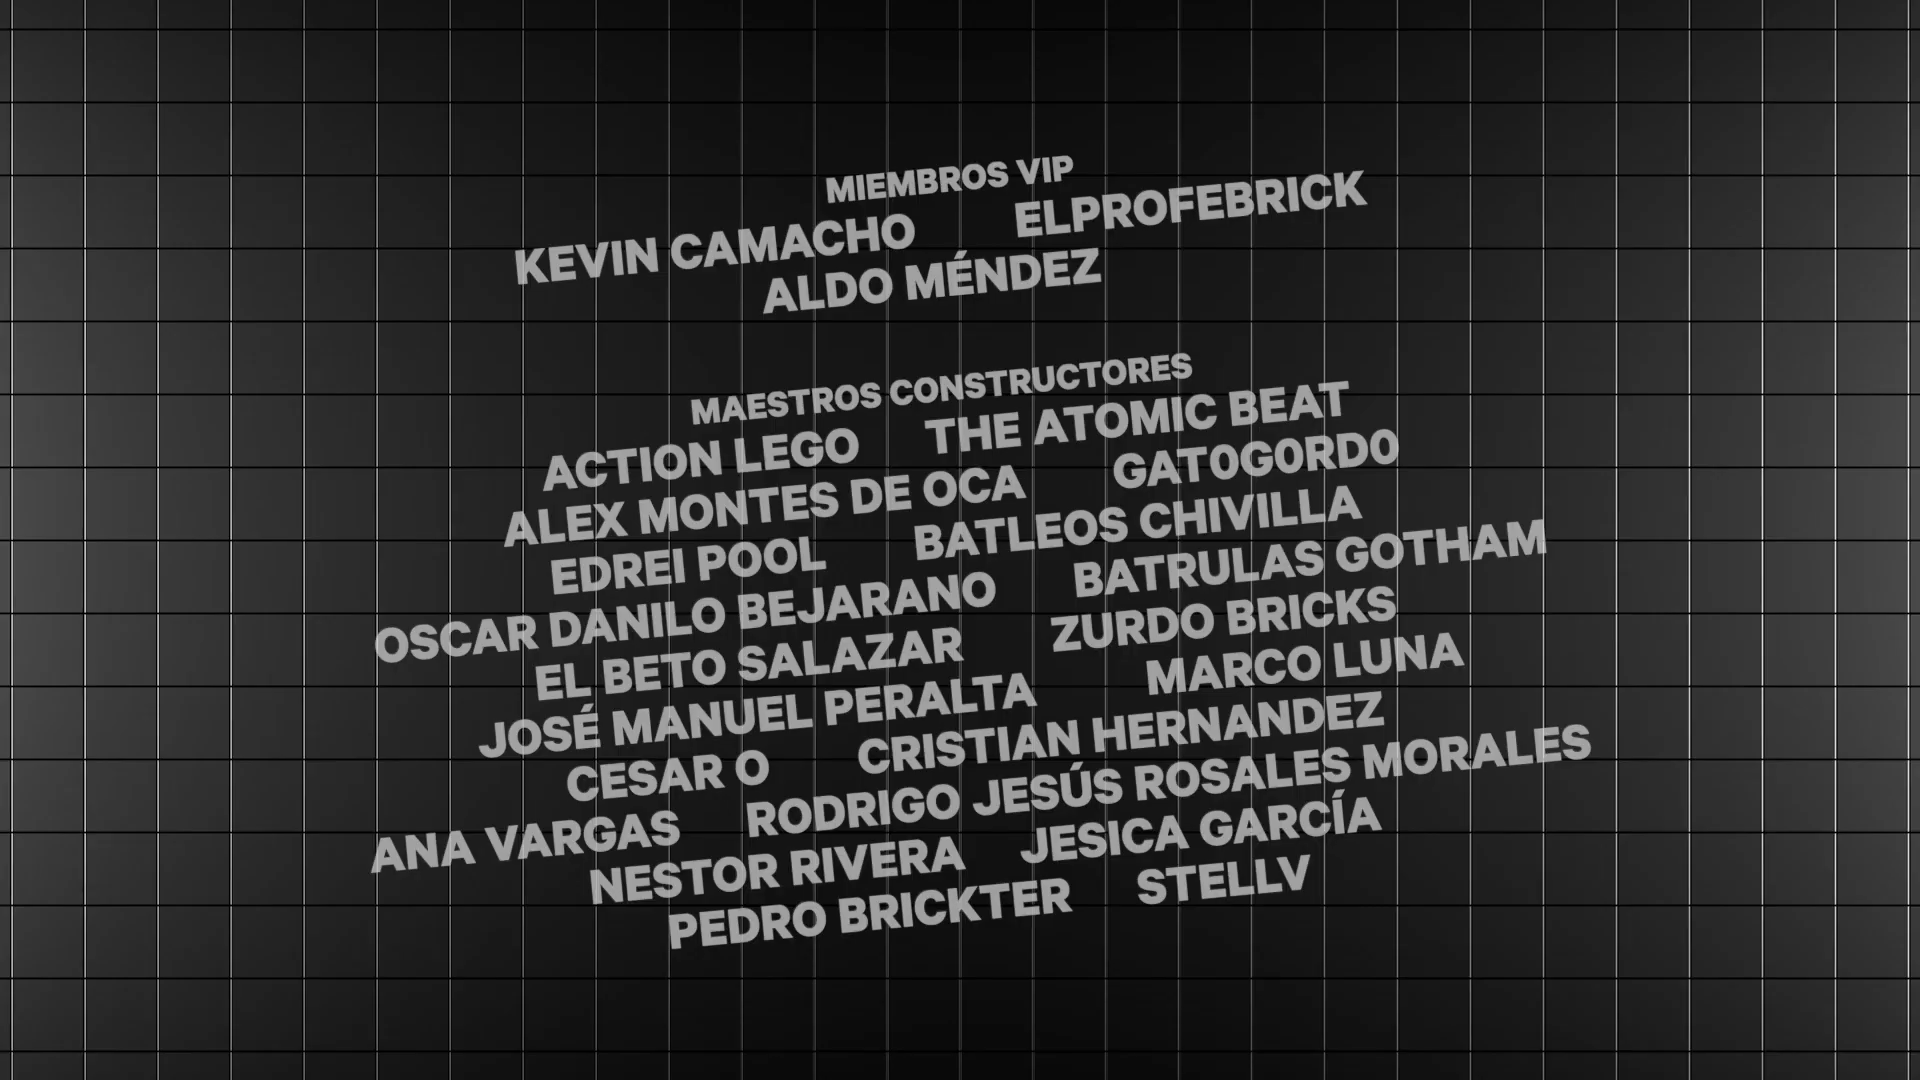 MIEMBROS VIP
KEVIN CAMACHO ELPROFEBRICK
ALDO MÉNDEZ
MAESTROS CONSTRUCTORES
ACTION LEGO THE ATOMIC BEAT
ALEX MONTES DE OCA GAT0G0RD0
EDREI POOL BATLEOS CHIVILLA
OSCAR DANILO BEJARANO BATRULAS GOTHAM
EL BETO SALAZAR ZURDO BRICKS
JOSÉ MANUEL PERALTA MARCO LUNA
CESAR O CRISTIAN HERNANDEZ
ANA VARGAS RODRIGO JESÚS ROSALES MORALES
NESTOR RIVERA JESICA GARCÍA
PEDRO BRICKTER STELLV